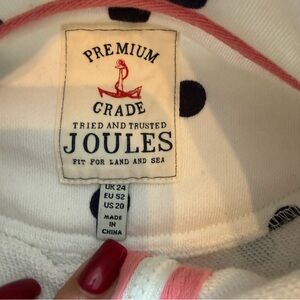 PREMIUM
GRADE
TRIED AND TRUSTED
JOULES
FIT FOR LAND AND SEA
UK 24
EU 52
US 20
MADE
IN
CHINA